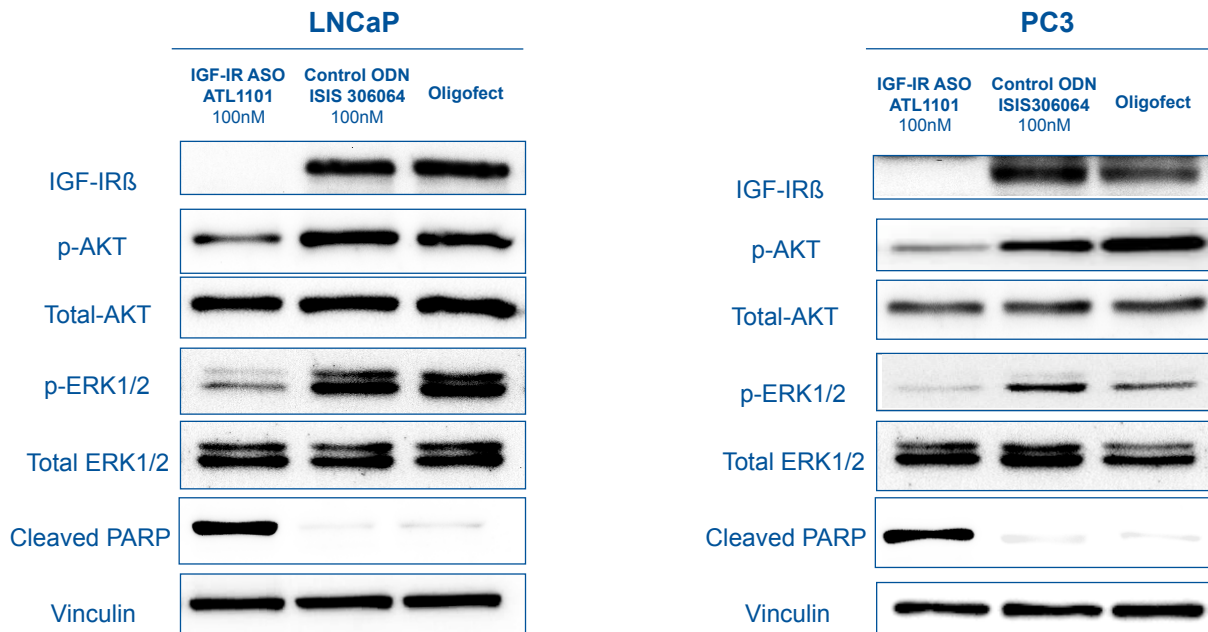 LNCaP
IGF-IR ASO
ATL1101
100nM
Control ODN
ISIS 306064
100nM
Oligofect
IGF-IRß
p-AKT
Total-AKT
p-ERK1/2
Total ERK1/2
Cleaved PARP
Vinculin
PC3
IGF-IR ASO
ATL1101
100nM
Control ODN
ISIS306064
100nM
Oligofect
IGF-IRß
p-AKT
Total-AKT
p-ERK1/2
Total ERK1/2
Cleaved PARP
Vinculin